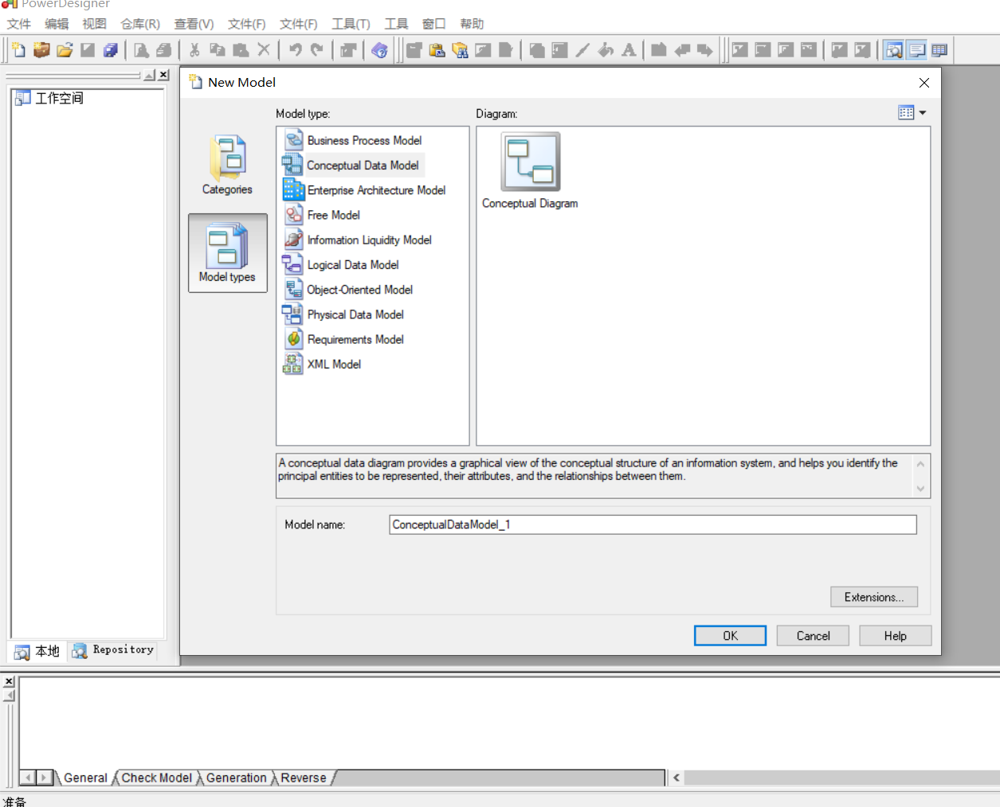 PowerDesigner
文件 编辑 视图 仓库(R) 查看(V) 文件(F) 文件(F) 工具(T) 工具 窗口 帮助
New Model
工作空间
Model type:
Diagram:
Categories
Model types
Business Process Model
Conceptual Data Model
Enterprise Architecture Model
Free Model
Information Liquidity Model
Logical Data Model
Object-Oriented Model
Physical Data Model
Requirements Model
XML Model
Conceptual Diagram
A conceptual data diagram provides a graphical view of the conceptual structure of an information system, and helps you identify the
principal entities to be represented, their attributes, and the relationships between them.
Model name: ConceptualDataModel_1
Extensions...
OK Cancel Help
本地 Repository
General Check Model Generation Reverse
准备